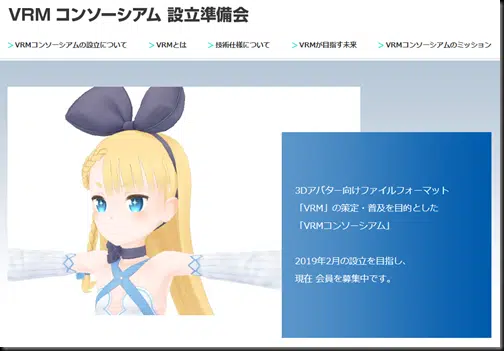 VRM コンソーシアム 設立準備会
＞VRMコンソーシアムの設立について ＞VRMとは ＞技術仕様について ＞VRMが目指す未来 ＞VRMコンソーシアムのミッション
3Dアバター向けファイルフォーマット
「VRM」の策定・普及を目的とした
「VRMコンソーシアム」
2019年2月の設立を目指し、
現在 会員を募集中です。